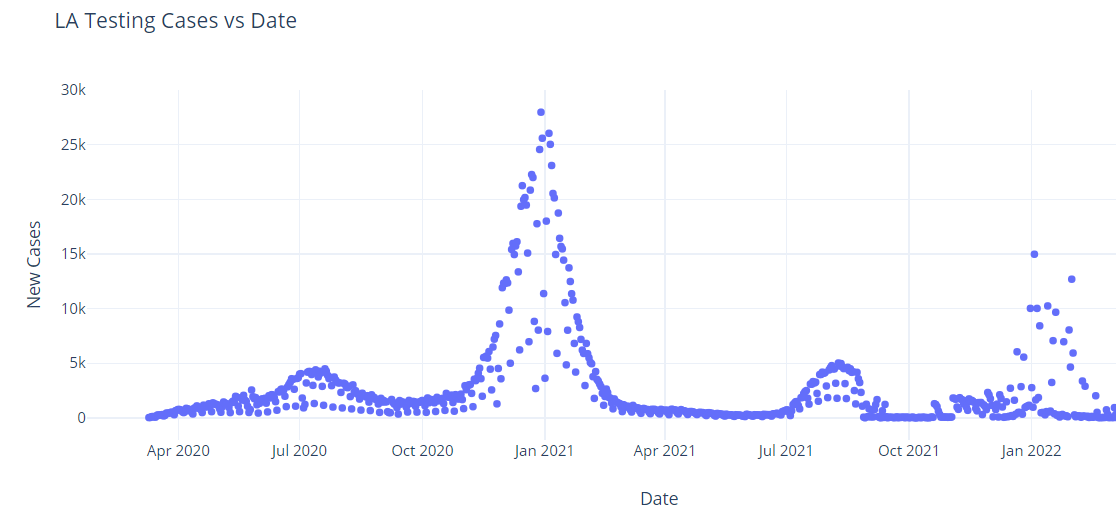 LA Testing Cases vs Date
30k
25k
20k
15k
10k
5k
0
New Cases
Apr 2020 Jul 2020 Oct 2020 Jan 2021 Apr 2021 Jul 2021 Oct 2021 Jan 2022
Date